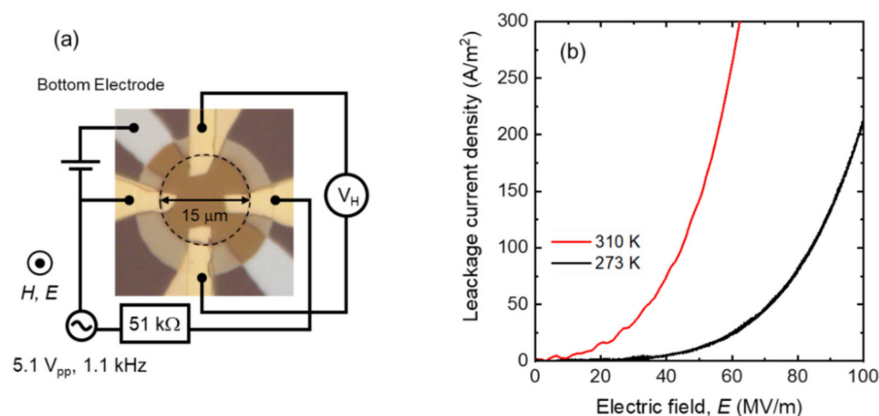 (a)
Bottom Electrode
V_H
15 μm
H, E
51 kΩ
5.1 V_pp, 1.1 kHz
(b)
Leackage current density (A/m²)
300
250
200
150
100
50
0
310 K
273 K
0 20 40 60 80 100
Electric field, E (MV/m)